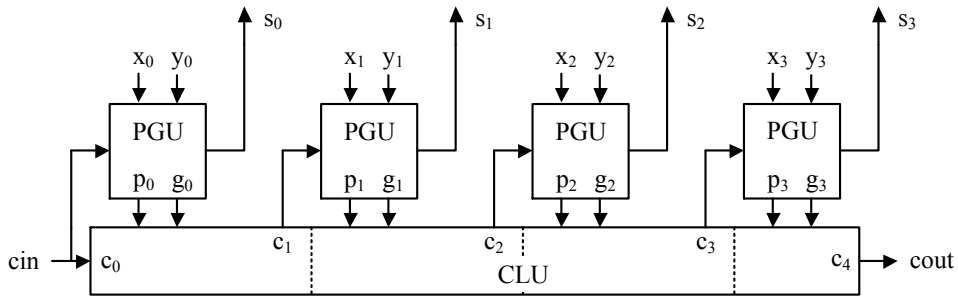 s₀ s₁ s₂ s₃
x₀ y₀ x₁ y₁ x₂ y₂ x₃ y₃
PGU PGU PGU PGU
p₀ g₀ p₁ g₁ p₂ g₂ p₃ g₃
cin c₀ c₁ c₂ c₃ c₄ cout
CLU